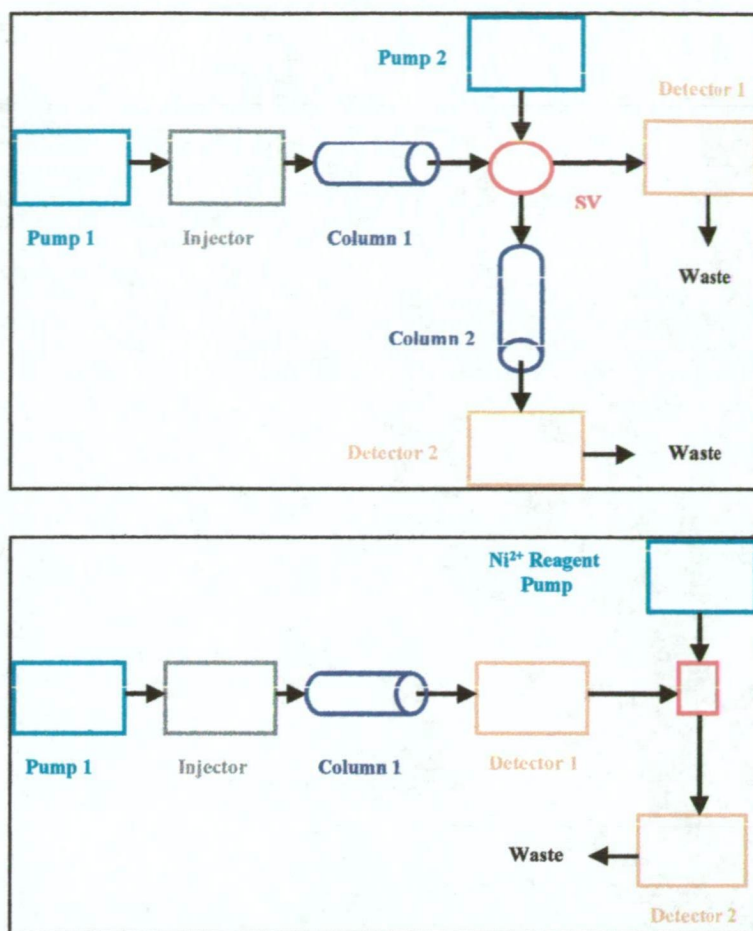 Pump 2
Detector 1
Pump 1
Injector
Column 1
SV
Waste
Column 2
Detector 2
Waste
Ni²⁺ Reagent
Pump
Pump 1
Injector
Column 1
Detector 1
Waste
Detector 2